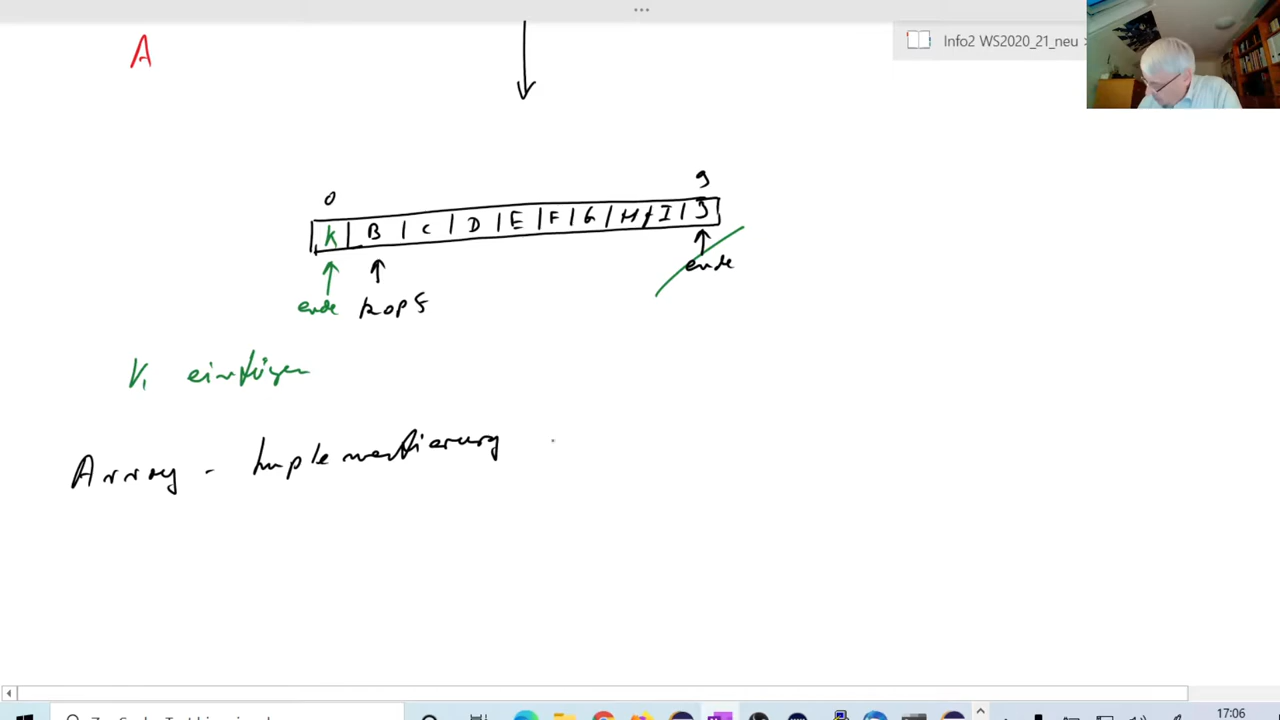 Info2 WS2020_21_neu >
A
0 9
K B C D E F G H I J
ende kopf ende
K einfügen
Array - Implementierung
17:06